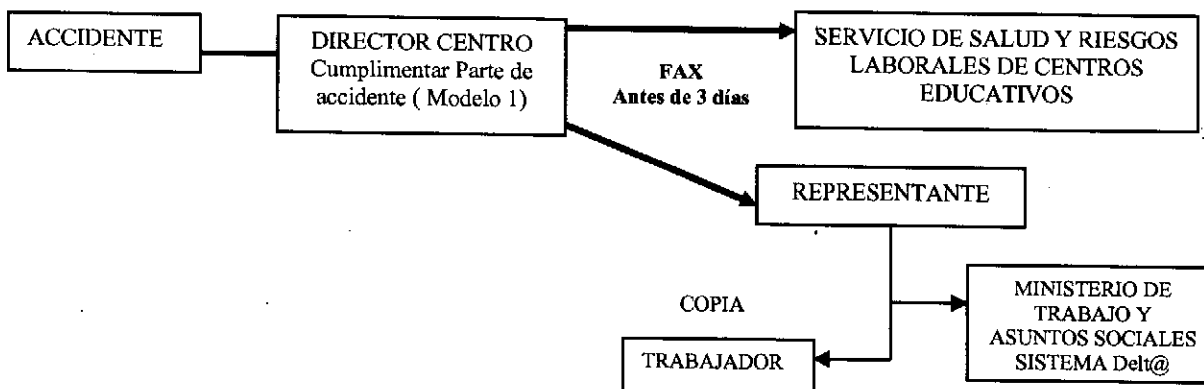 ACCIDENTE
DIRECTOR CENTRO
Cumplimentar Parte de
accidente ( Modelo 1)
FAX
Antes de 3 días
SERVICIO DE SALUD Y RIESGOS
LABORALES DE CENTROS
EDUCATIVOS
REPRESENTANTE
COPIA
TRABAJADOR
MINISTERIO DE
TRABAJO Y
ASUNTOS SOCIALES
SISTEMA Delt@